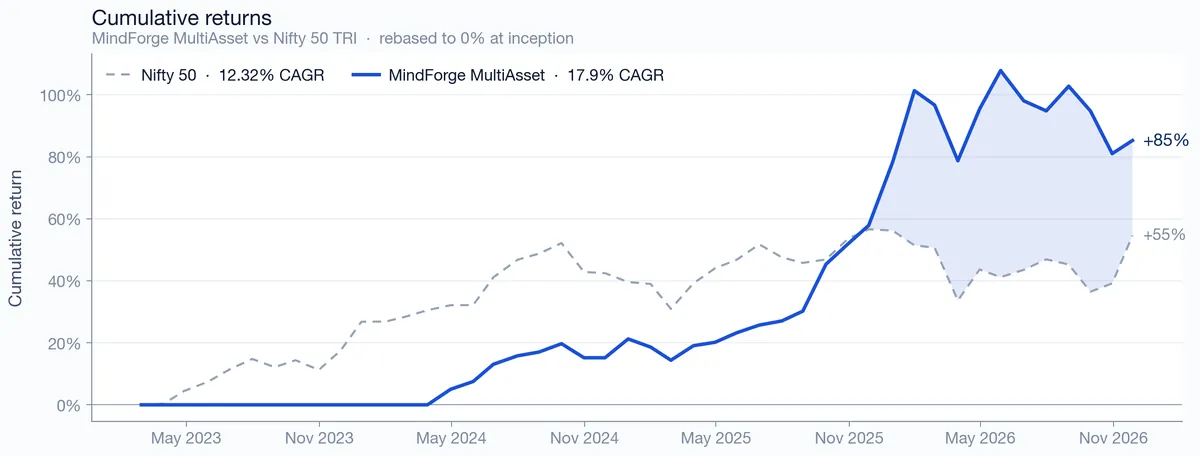 Cumulative returns
MindForge MultiAsset vs Nifty 50 TRI · rebased to 0% at inception
Nifty 50 · 12.32% CAGR
MindForge MultiAsset · 17.9% CAGR
Cumulative return
100%
80%
60%
40%
20%
0%
+85%
+55%
May 2023
Nov 2023
May 2024
Nov 2024
May 2025
Nov 2025
May 2026
Nov 2026